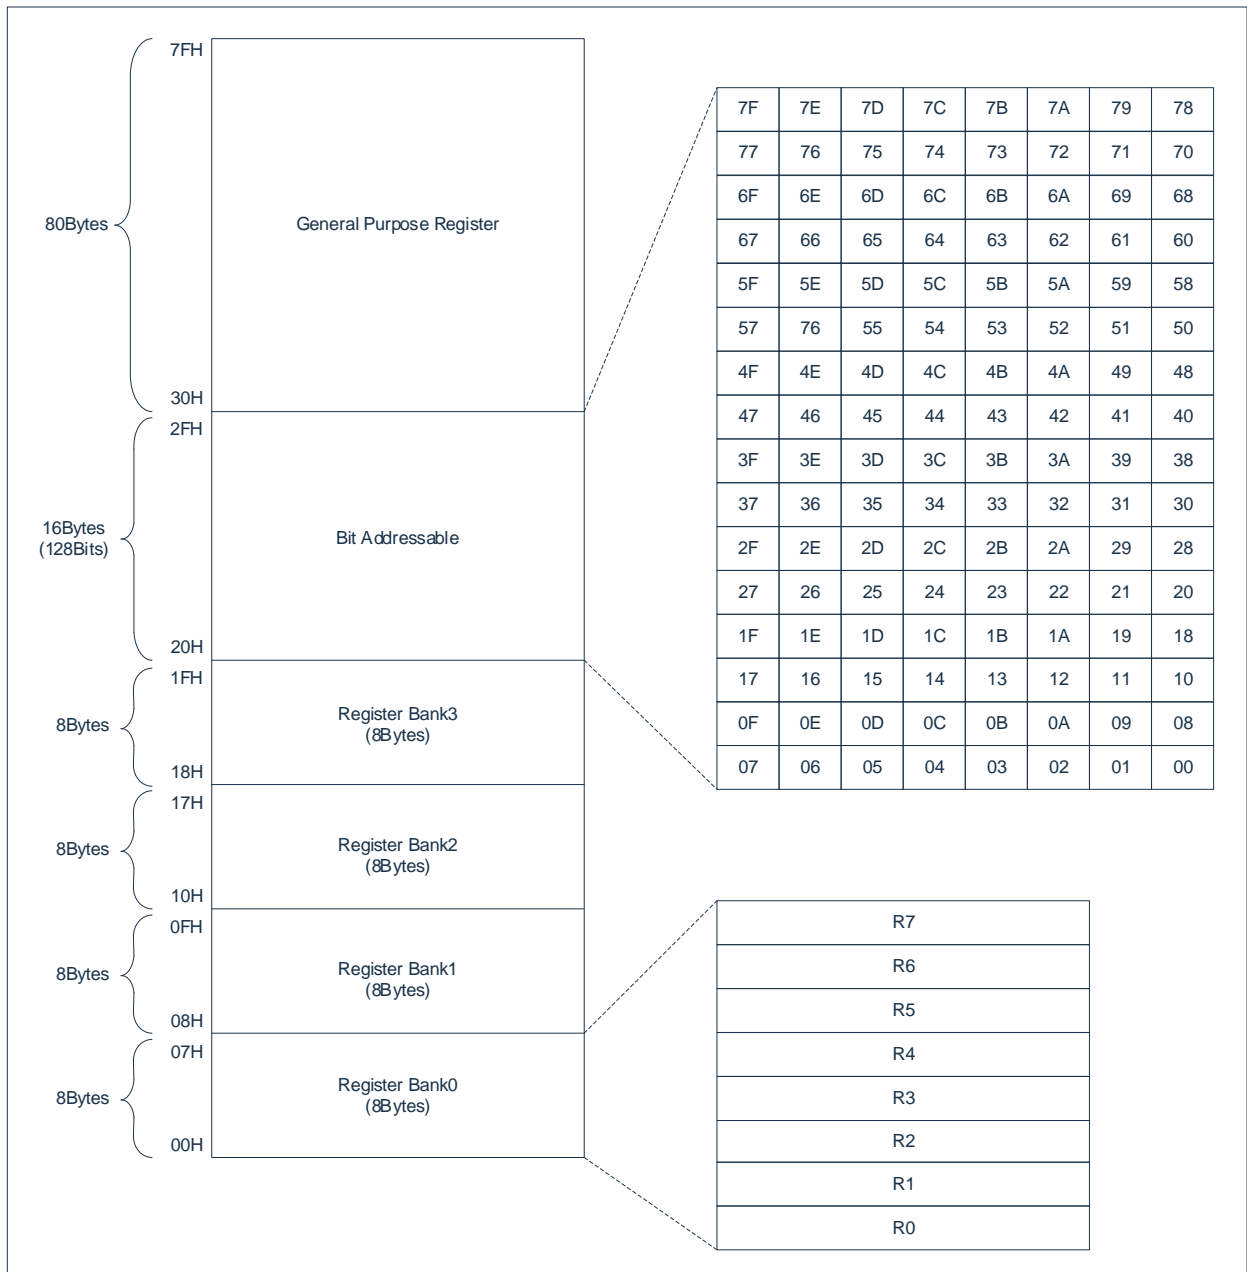 7FH
80Bytes
General Purpose Register
30H
2FH
16Bytes
(128Bits)
Bit Addressable
20H
1FH
8Bytes
Register Bank3
(8Bytes)
18H
17H
8Bytes
Register Bank2
(8Bytes)
10H
0FH
8Bytes
Register Bank1
(8Bytes)
08H
07H
8Bytes
Register Bank0
(8Bytes)
00H
7F 7E 7D 7C 7B 7A 79 78
77 76 75 74 73 72 71 70
6F 6E 6D 6C 6B 6A 69 68
67 66 65 64 63 62 61 60
5F 5E 5D 5C 5B 5A 59 58
57 76 55 54 53 52 51 50
4F 4E 4D 4C 4B 4A 49 48
47 46 45 44 43 42 41 40
3F 3E 3D 3C 3B 3A 39 38
37 36 35 34 33 32 31 30
2F 2E 2D 2C 2B 2A 29 28
27 26 25 24 23 22 21 20
1F 1E 1D 1C 1B 1A 19 18
17 16 15 14 13 12 11 10
0F 0E 0D 0C 0B 0A 09 08
07 06 05 04 03 02 01 00
R7
R6
R5
R4
R3
R2
R1
R0